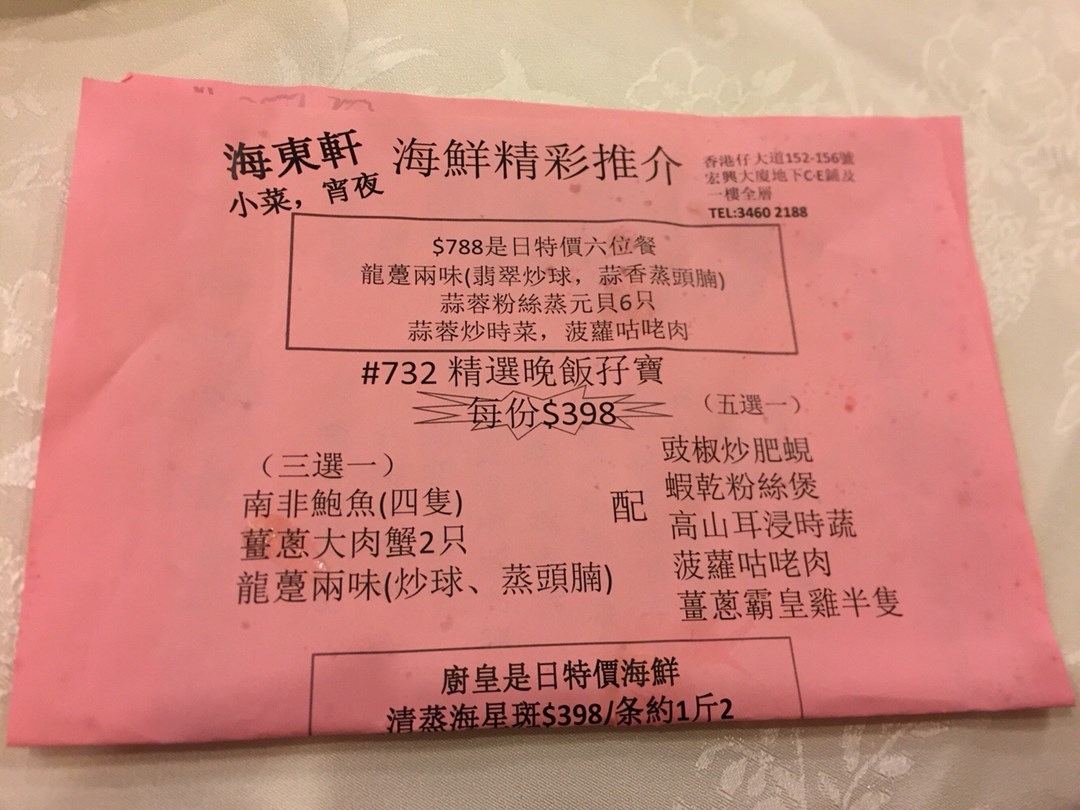 海東軒
小菜，宵夜
海鮮精彩推介
香港仔大道152-156號
宏興大廈地下C-E鋪及
一樓全層
TEL:3460 2188
$788是日特價六位餐
龍躉兩味(翡翠炒球，蒜香蒸頭腩)
蒜蓉粉絲蒸元貝6只
蒜蓉炒時菜，菠蘿咕咾肉
#732 精選晚飯孖寶
每份$398
（三選一）
南非鮑魚(四隻)
薑蔥大肉蟹2只
龍躉兩味(炒球、蒸頭腩)
配
（五選一）
豉椒炒肥蜆
蝦乾粉絲煲
高山耳浸時蔬
菠蘿咕咾肉
薑蔥霸皇雞半隻
廚皇是日特價海鮮
清蒸海星斑$398/条約1斤2